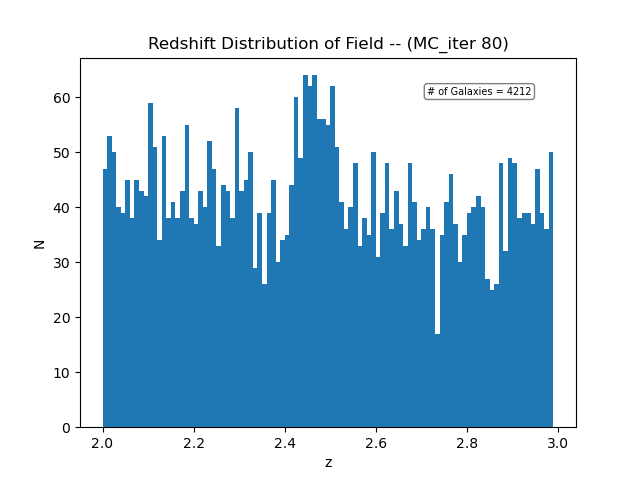 Redshift Distribution of Field -- (MC_iter 80)
# of Galaxies = 4212
N
60
50
40
30
20
10
0
2.0 2.2 2.4 2.6 2.8 3.0
z